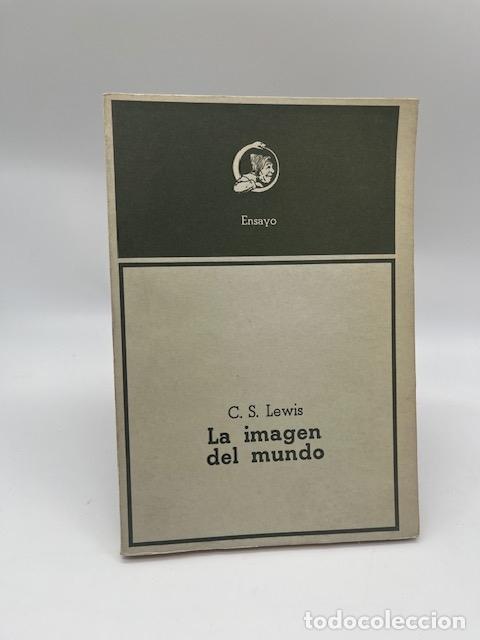 Ensayo
C. S. Lewis
La imagen
del mundo
todocoleccion